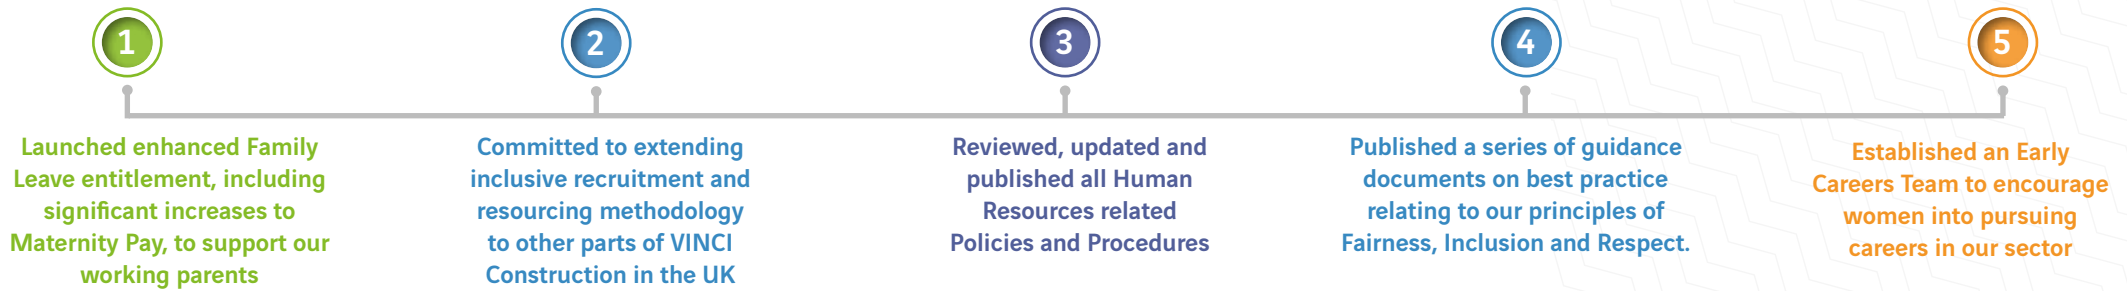 1
Launched enhanced Family
Leave entitlement, including
significant increases to
Maternity Pay, to support our
working parents
2
Committed to extending
inclusive recruitment and
resourcing methodology
to other parts of VINCI
Construction in the UK
3
Reviewed, updated and
published all Human
Resources related
Policies and Procedures
4
Published a series of guidance
documents on best practice
relating to our principles of
Fairness, Inclusion and Respect.
5
Established an Early
Careers Team to encourage
women into pursuing
careers in our sector